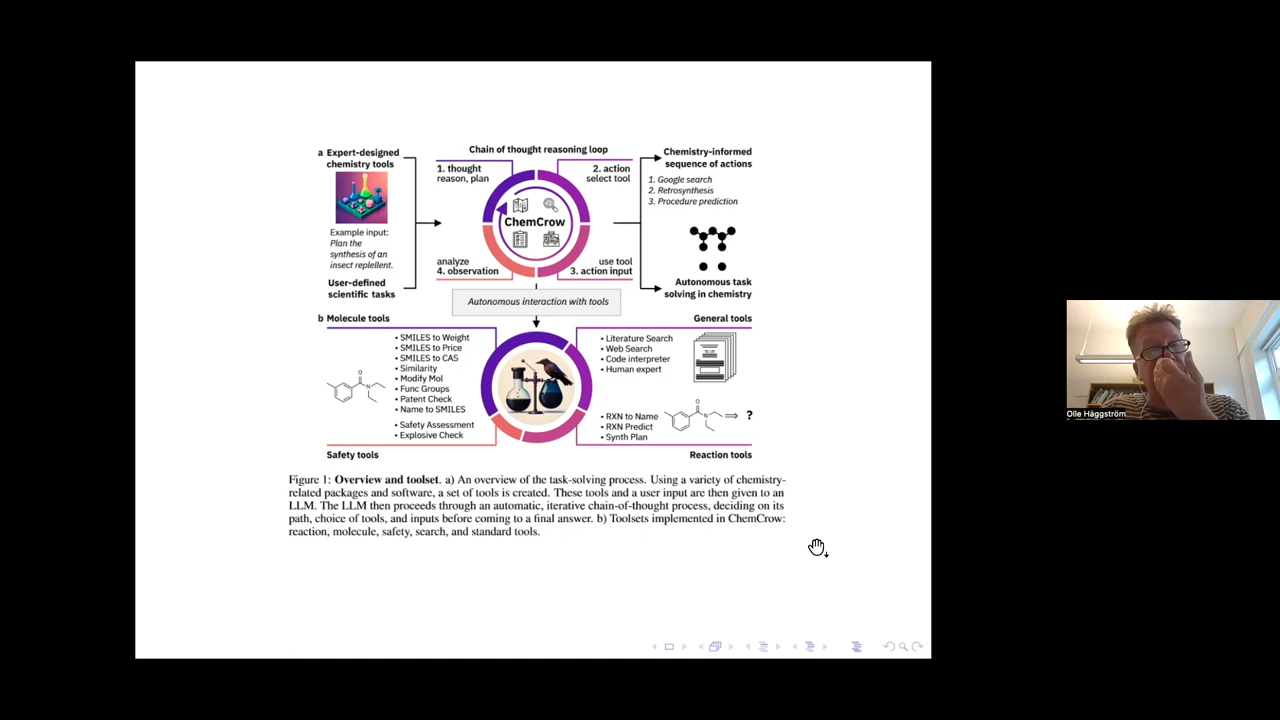 a Expert-designed
chemistry tools
Example input:
Plan the
synthesis of an
insect replellent.
User-defined
scientific tasks
Chain of thought reasoning loop
1. thought
reason, plan
2. action
select tool
ChemCrow
analyze
4. observation
use tool
3. action input
Chemistry-informed
sequence of actions
1. Google search
2. Retrosynthesis
3. Procedure prediction
Autonomous task
solving in chemistry
Autonomous interaction with tools
b Molecule tools
• SMILES to Weight
• SMILES to Price
• SMILES to CAS
• Similarity
• Modify Mol
• Func Groups
• Patent Check
• Name to SMILES
• Safety Assessment
• Explosive Check
Safety tools
General tools
• Literature Search
• Web Search
• Code interpreter
• Human expert
• RXN to Name
• RXN Predict
• Synth Plan
?
Reaction tools
O
N
O
N
Figure 1: Overview and toolset. a) An overview of the task-solving process. Using a variety of chemistry-
related packages and software, a set of tools is created. These tools and a user input are then given to an
LLM. The LLM then proceeds through an automatic, iterative chain-of-thought process, deciding on its
path, choice of tools, and inputs before coming to a final answer. b) Toolsets implemented in ChemCrow:
reaction, molecule, safety, search, and standard tools.
Olle Häggström